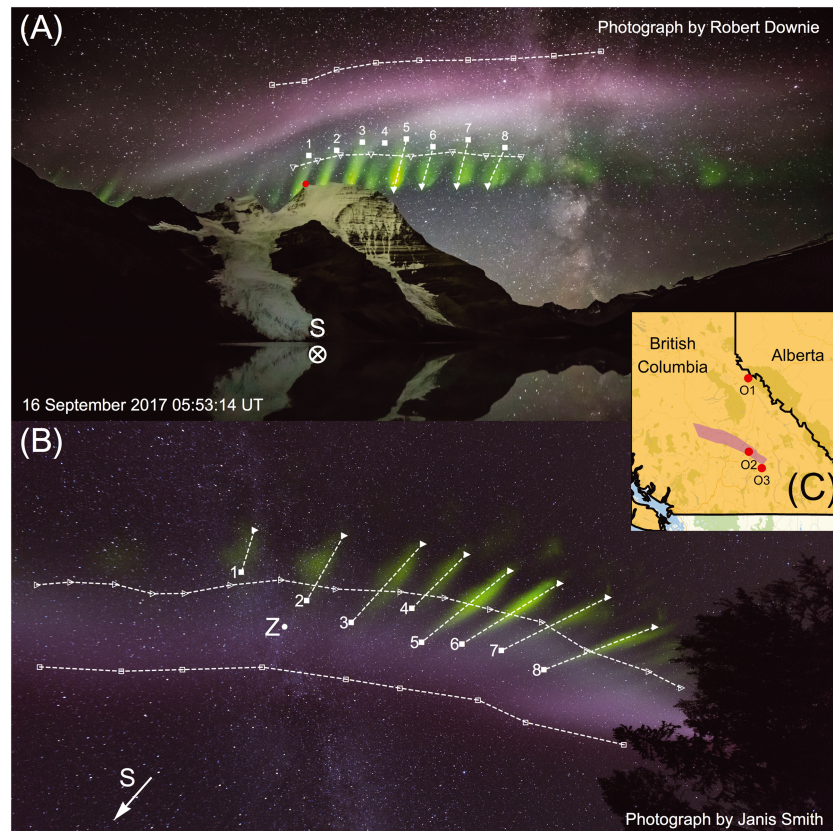 (A)
Photograph by Robert Downie
1 2 3 4 5 6 7 8
S
16 September 2017 05:53:14 UT
British
Columbia
Alberta
O1
O2
O3
(C)
(B)
1
2
3
4
Z
5
6
7
8
S
Photograph by Janis Smith